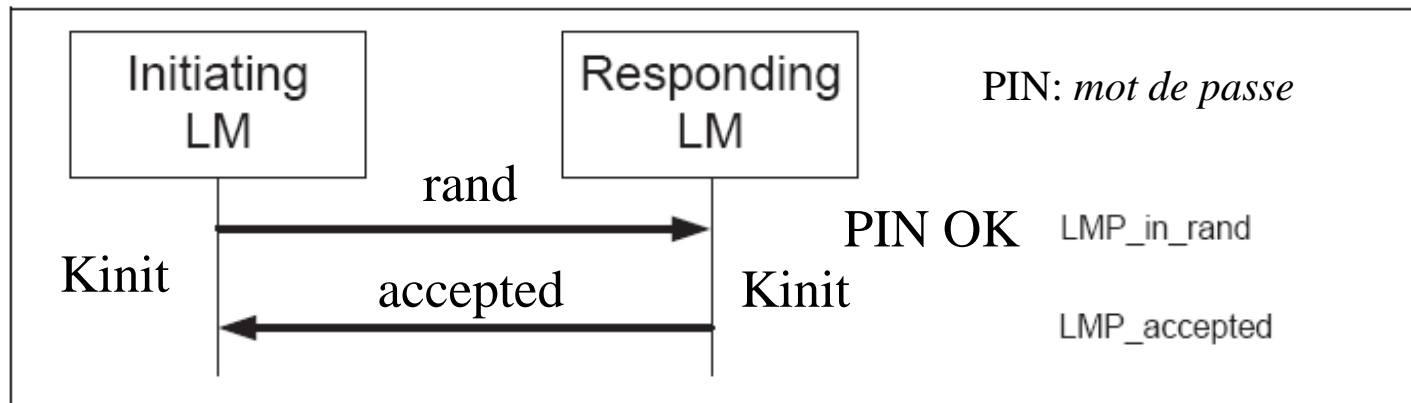 Initiating
LM
Responding
LM
PIN: mot de passe
rand
PIN OK
LMP_in_rand
Kinit
accepted
Kinit
LMP_accepted